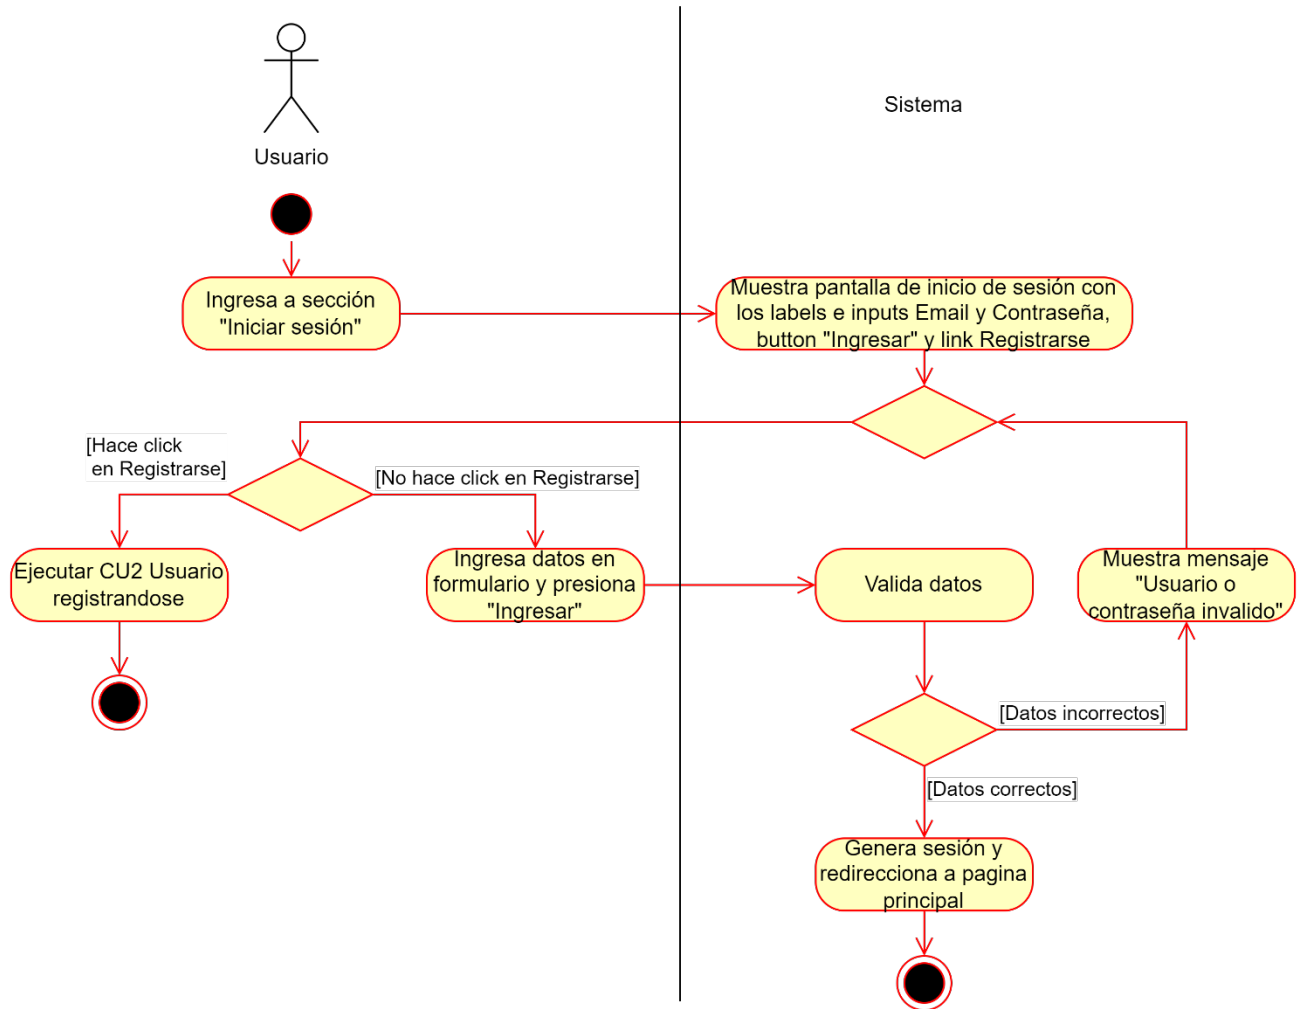 Sistema
Usuario
Ingresa a sección
"Iniciar sesión"
Muestra pantalla de inicio de sesión con
los labels e inputs Email y Contraseña,
button "Ingresar" y link Registrarse
[Hace click
en Registrarse]
[No hace click en Registrarse]
Ejecutar CU2 Usuario
registrandose
Ingresa datos en
formulario y presiona
"Ingresar"
Valida datos
Muestra mensaje
"Usuario o
contraseña invalido"
[Datos incorrectos]
[Datos correctos]
Genera sesión y
redirecciona a pagina
principal